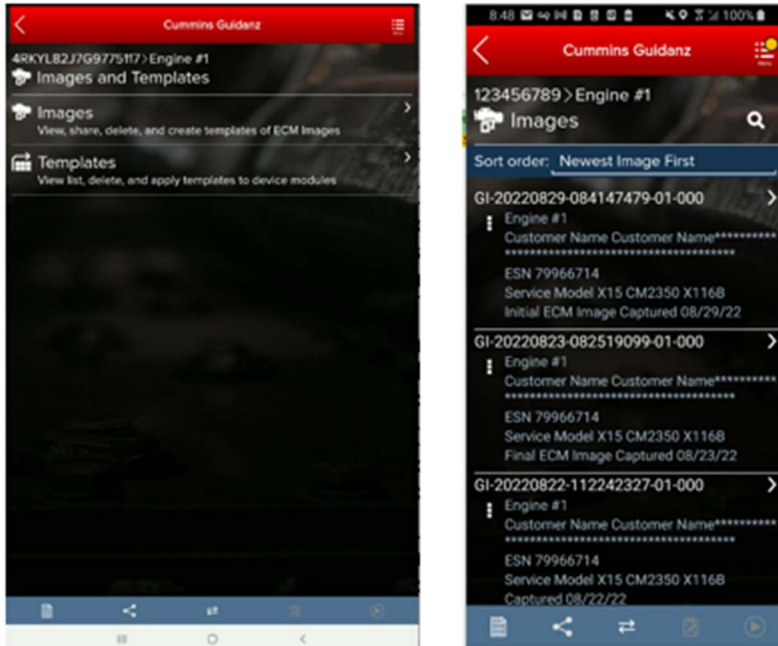 Cummins Guidanz
Menu
4RKYL82J7G9775117>Engine #1
Images and Templates
Images
View, share, delete, and create templates of ECM Images
Templates
View list, delete, and apply templates to device modules
8:48 100%
Cummins Guidanz
Menu
123456789>Engine #1
Images
Sort order: Newest Image First
GI-20220829-084147479-01-000
Engine #1
Customer Name Customer Name**********
**********************************
ESN 79966714
Service Model X15 CM2350 X116B
Initial ECM Image Captured 08/29/22
GI-20220823-082519099-01-000
Engine #1
Customer Name Customer Name**********
**********************************
ESN 79966714
Service Model X15 CM2350 X116B
Final ECM Image Captured 08/23/22
GI-20220822-112242327-01-000
Engine #1
Customer Name Customer Name**********
**********************************
ESN 79966714
Service Model X15 CM2350 X116B
Captured 08/22/22